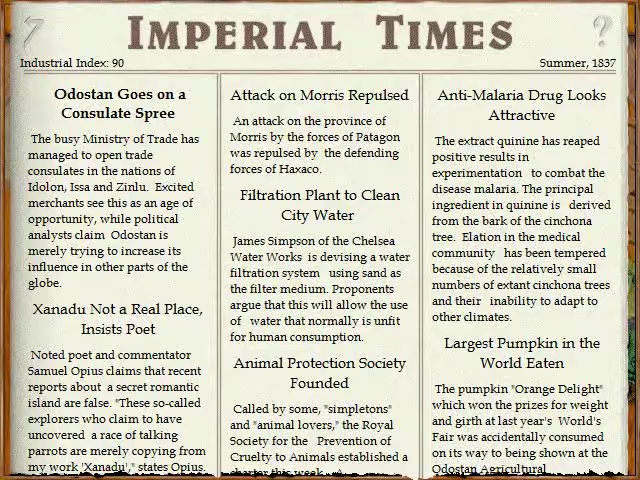 7
IMPERIAL TIMES
?
Industrial Index: 90
Summer, 1837
Odostan Goes on a
Consulate Spree
The busy Ministry of Trade has
managed to open trade
consulates in the nations of
Idolon, Issa and Zinlu. Excited
merchants see this as an age of
opportunity, while political
analysts claim Odostan is
merely trying to increase its
influence in other parts of the
globe.
Xanadu Not a Real Place,
Insists Poet
Noted poet and commentator
Samuel Opius claims that recent
reports about a secret romantic
island are false. "These so-called
explorers who claim to have
uncovered a race of talking
parrots are merely copying from
my work 'Xanadu'," states Opius.
Attack on Morris Repulsed
An attack on the province of
Morris by the forces of Patagon
was repulsed by the defending
forces of Haxaco.
Filtration Plant to Clean
City Water
James Simpson of the Chelsea
Water Works is devising a water
filtration system using sand as
the filter medium. Proponents
argue that this will allow the use
of water that normally is unfit
for human consumption.
Animal Protection Society
Founded
Called by some, "simpletons"
and "animal lovers," the Royal
Society for the Prevention of
Cruelty to Animals established a
charter this week. A
Anti-Malaria Drug Looks
Attractive
The extract quinine has reaped
positive results in
experimentation to combat the
disease malaria. The principal
ingredient in quinine is derived
from the bark of the cinchona
tree. Elation in the medical
community has been tempered
because of the relatively small
numbers of extant cinchona trees
and their inability to adapt to
other climates.
Largest Pumpkin in the
World Eaten
The pumpkin "Orange Delight"
which won the prizes for weight
and girth at last year's World's
Fair was accidentally consumed
on its way to being shown at the
Odostan Agricultural